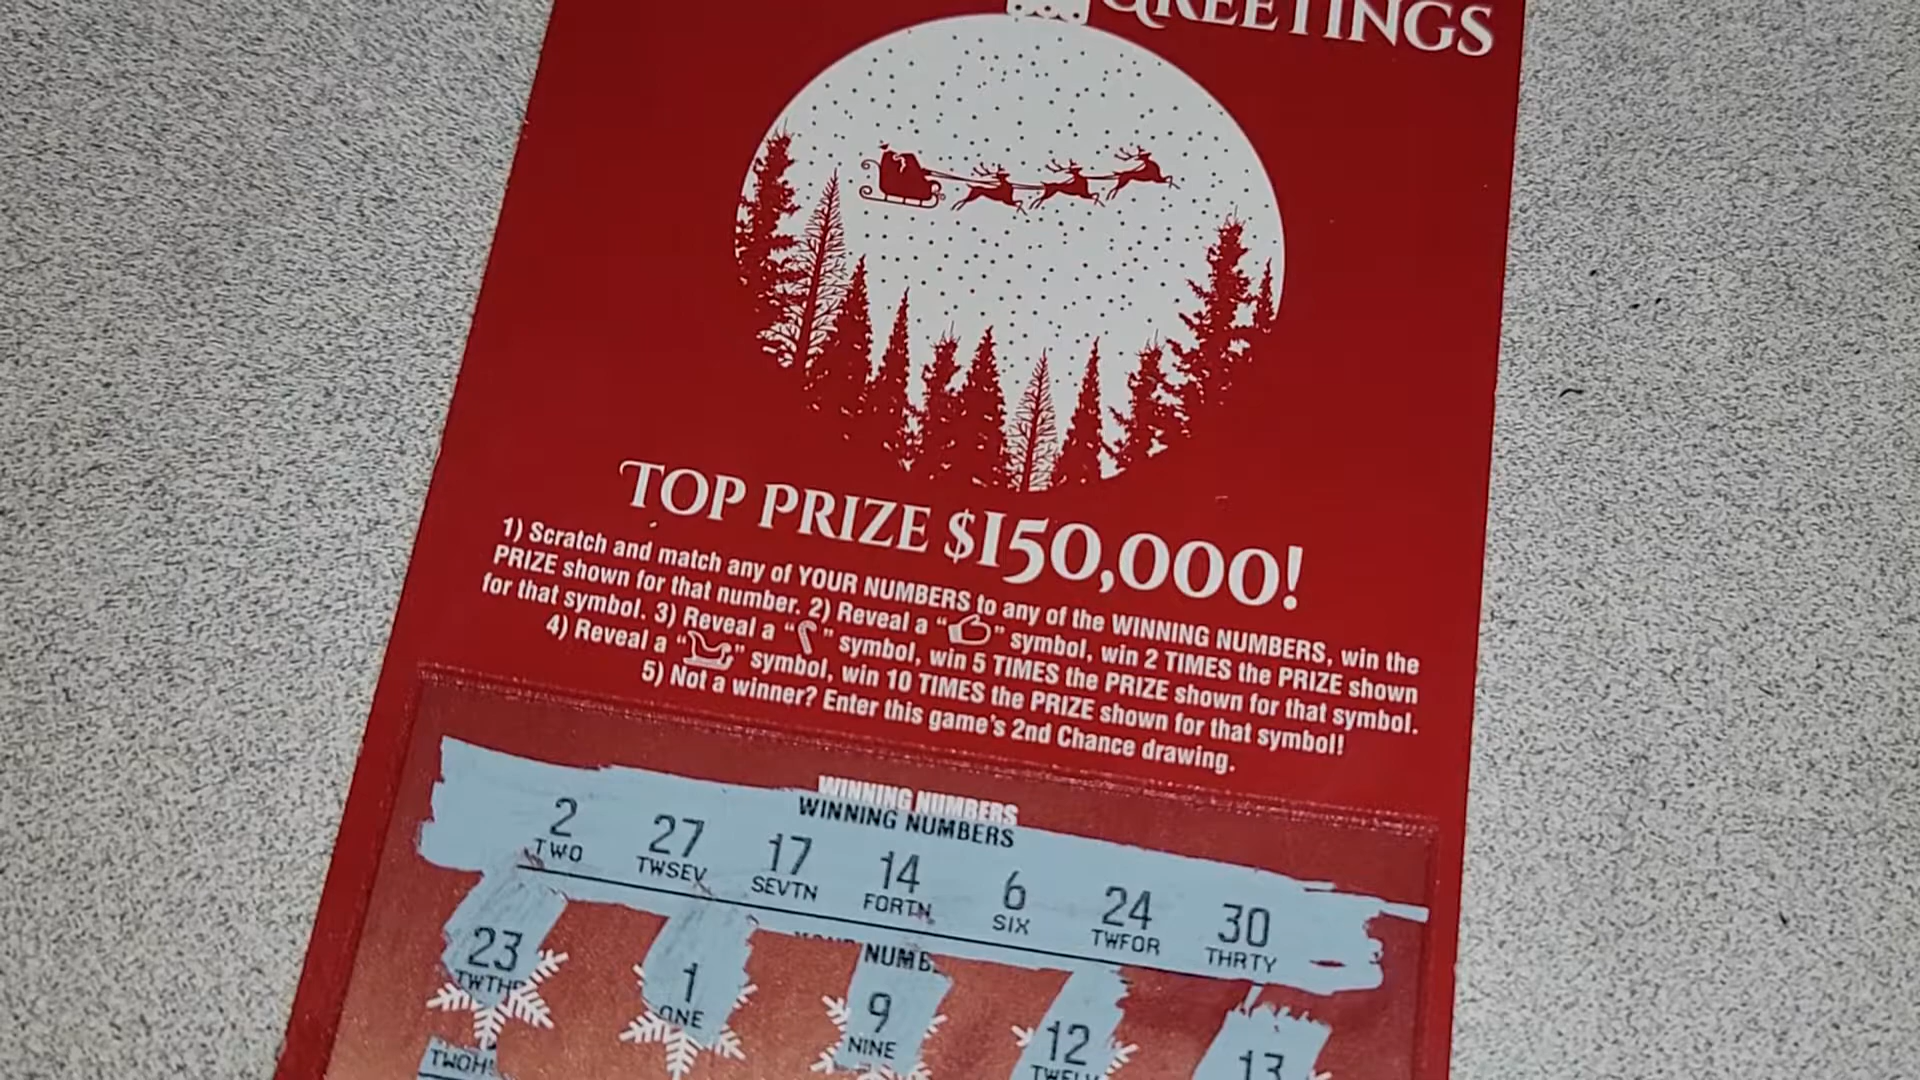 GREETINGS
TOP PRIZE $150,000!
1) Scratch and match any of YOUR NUMBERS to any of the WINNING NUMBERS, win the
PRIZE shown for that number. 2) Reveal a “ ” symbol, win 2 TIMES the PRIZE shown
for that symbol. 3) Reveal a “ ” symbol, win 5 TIMES the PRIZE shown for that symbol.
4) Reveal a “ ” symbol, win 10 TIMES the PRIZE shown for that symbol!
5) Not a winner? Enter this game's 2nd Chance drawing.
WINNING NUMBERS
WINNING NUMBERS
2 27 17 14 6 24 30
TWO TWSEV SEVTN FORTN SIX TWFOR THRTY
NUMB
23 1 9 12 13
TWTH ONE NINE TWELV
TWOH